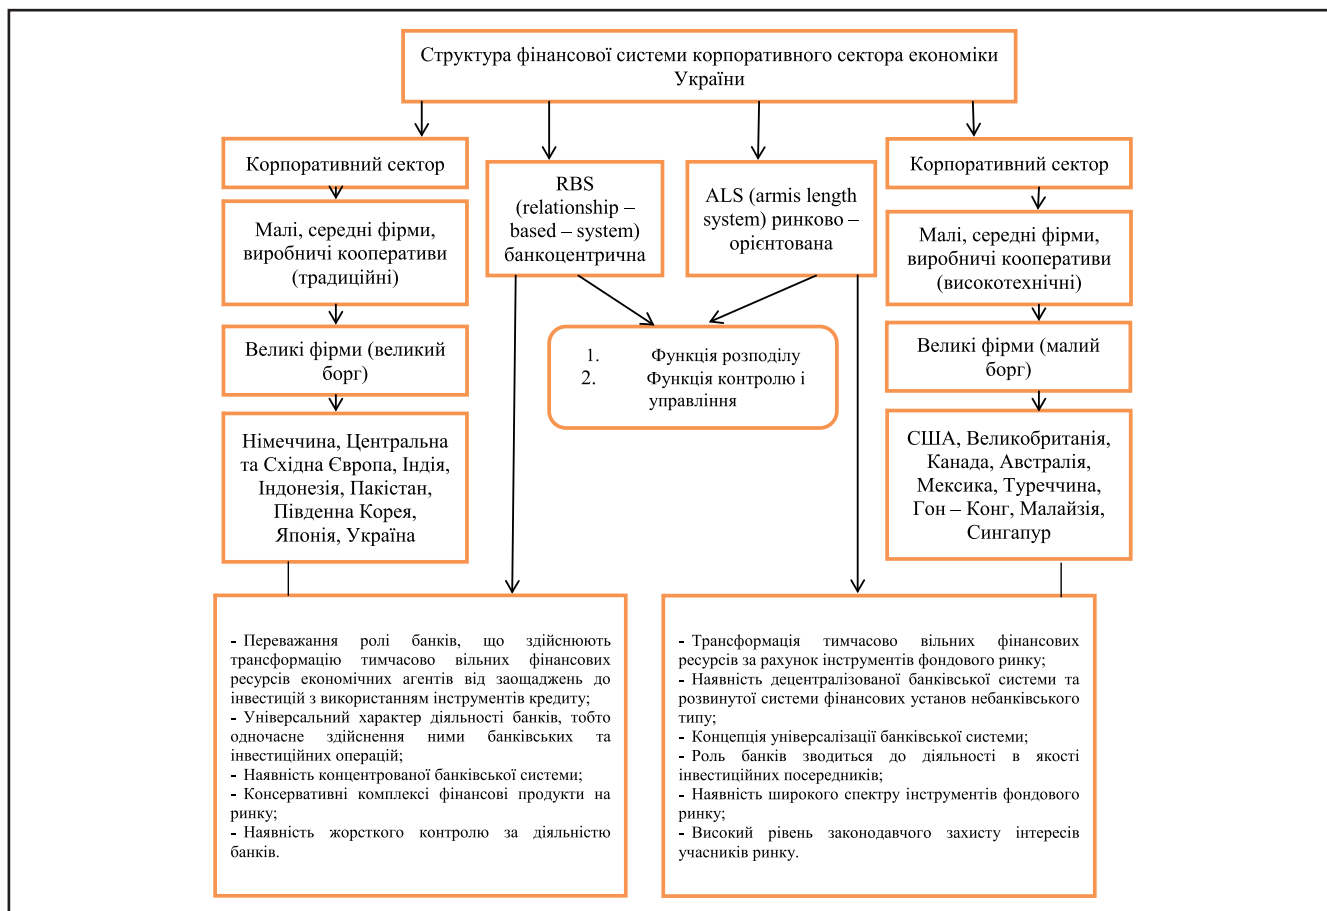 Структура фінансової системи корпоративного сектора економіки
України
Корпоративний сектор
Малі, середні фірми,
виробничі кооперативи
(традиційні)
Великі фірми (великий
борг)
Німеччина, Центральна
та Східна Європа, Індія,
Індонезія, Пакістан,
Південна Корея,
Японія, Україна
RBS
(relationship –
based – system)
банкоцентрична
ALS (armis length
system) ринково –
орієнтована
1. Функція розподілу
2. Функція контролю і
управління
Корпоративний сектор
Малі, середні фірми,
виробничі кооперативи
(високотехнічні)
Великі фірми (малий
борг)
США, Великобританія,
Канада, Австралія,
Мексика, Туреччина,
Гон – Конг, Малайзія,
Сингапур
- Переважання ролі банків, що здійснюють
трансформацію тимчасово вільних фінансових
ресурсів економічних агентів від заощаджень до
інвестицій з використанням інструментів кредиту;
- Універсальний характер діяльності банків, тобто
одночасне здійснення ними банківських та
інвестиційних операцій;
- Наявність концентрованої банківської системи;
- Консервативні комплексі фінансові продукти на
ринку;
- Наявність жорсткого контролю за діяльністю
банків.
- Трансформація тимчасово вільних фінансових
ресурсів за рахунок інструментів фондового ринку;
- Наявність децентралізованої банківської системи та
розвинутої системи фінансових установ небанківського
типу;
- Концепція універсалізації банківської системи;
- Роль банків зводиться до діяльності в якості
інвестиційних посередників;
- Наявність широкого спектру інструментів фондового
ринку;
- Високий рівень законодавчого захисту інтересів
учасників ринку.